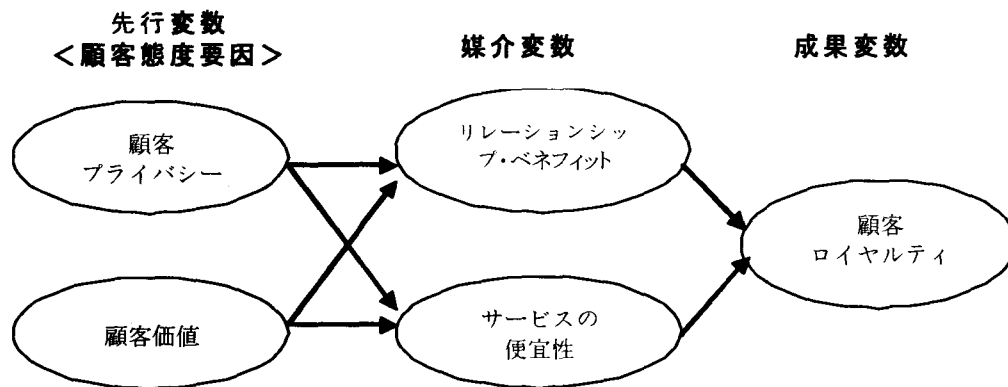 先行変数
＜顧客態度要因＞
媒介変数
成果変数
顧客
プライバシー
リレーションシッ
プ・ベネフィット
顧客
ロイヤルティ
顧客価値
サービスの
便宜性